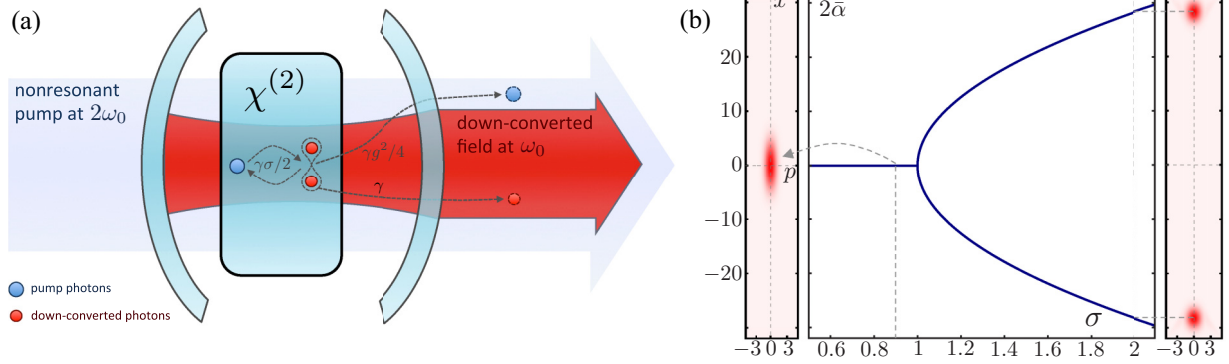 (a)
nonresonant
pump at 2ω₀
χ⁽²⁾
γσ/2
γg²/4
γ
down-converted
field at ω₀
pump photons
down-converted photons
(b)
x
p
2ᾱ
20
10
0
−10
−20
σ
−3 0 3
0.6 0.8 1 1.2 1.4 1.6 1.8 2
−3 0 3